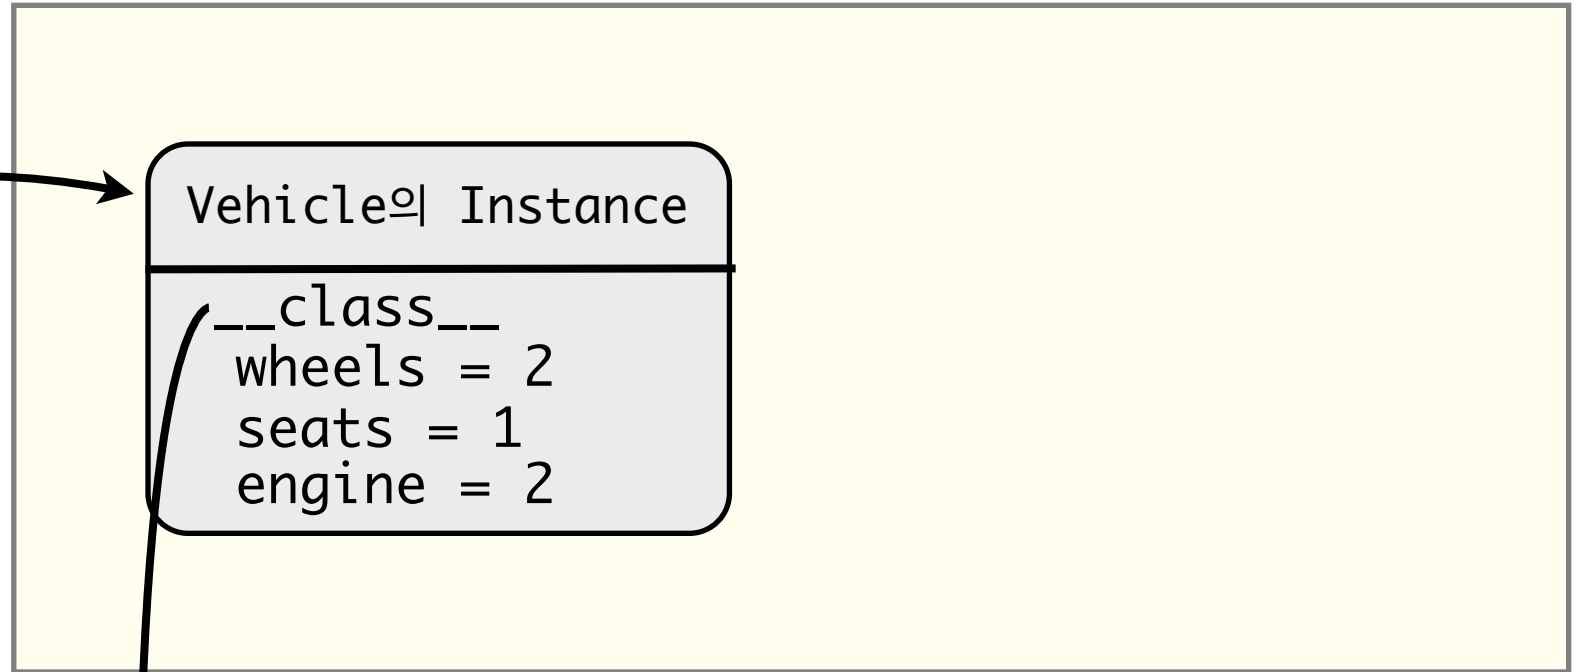 Vehicle의 Instance
__class__
wheels = 2
seats = 1
engine = 2